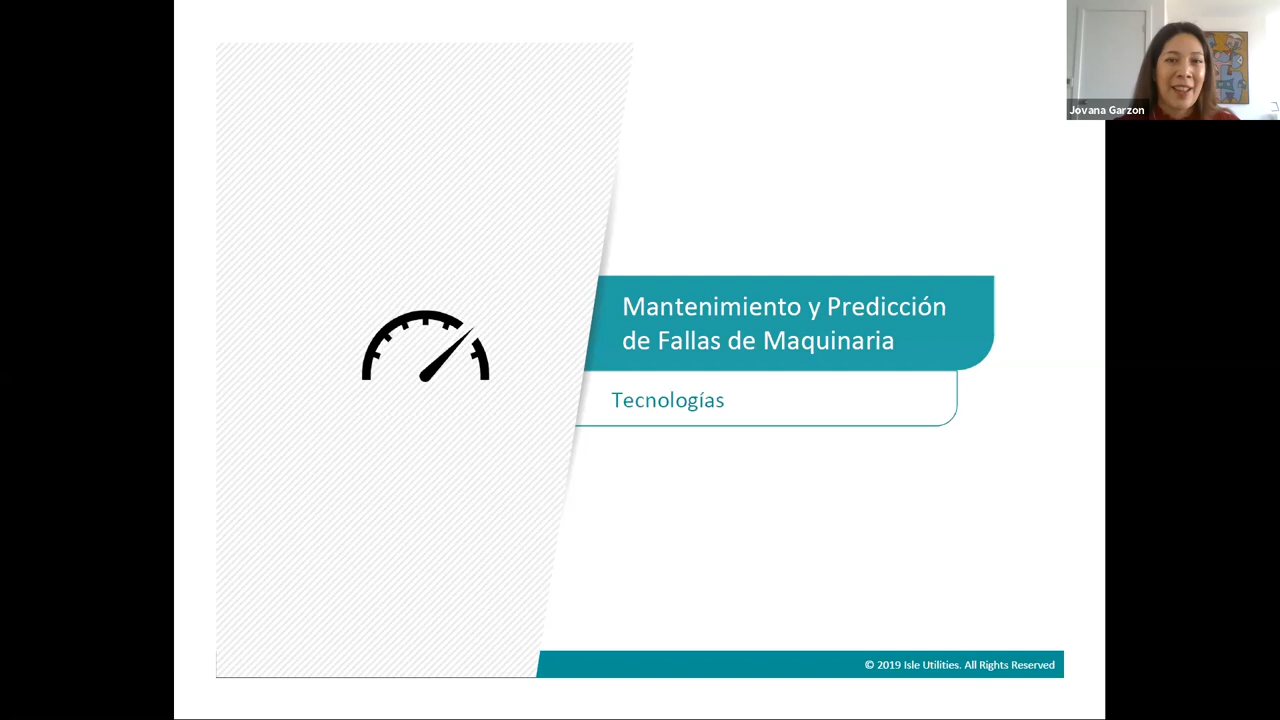 Jovana Garzon
Mantenimiento y Predicción
de Fallas de Maquinaria
Tecnologías
© 2019 Isle Utilities. All Rights Reserved